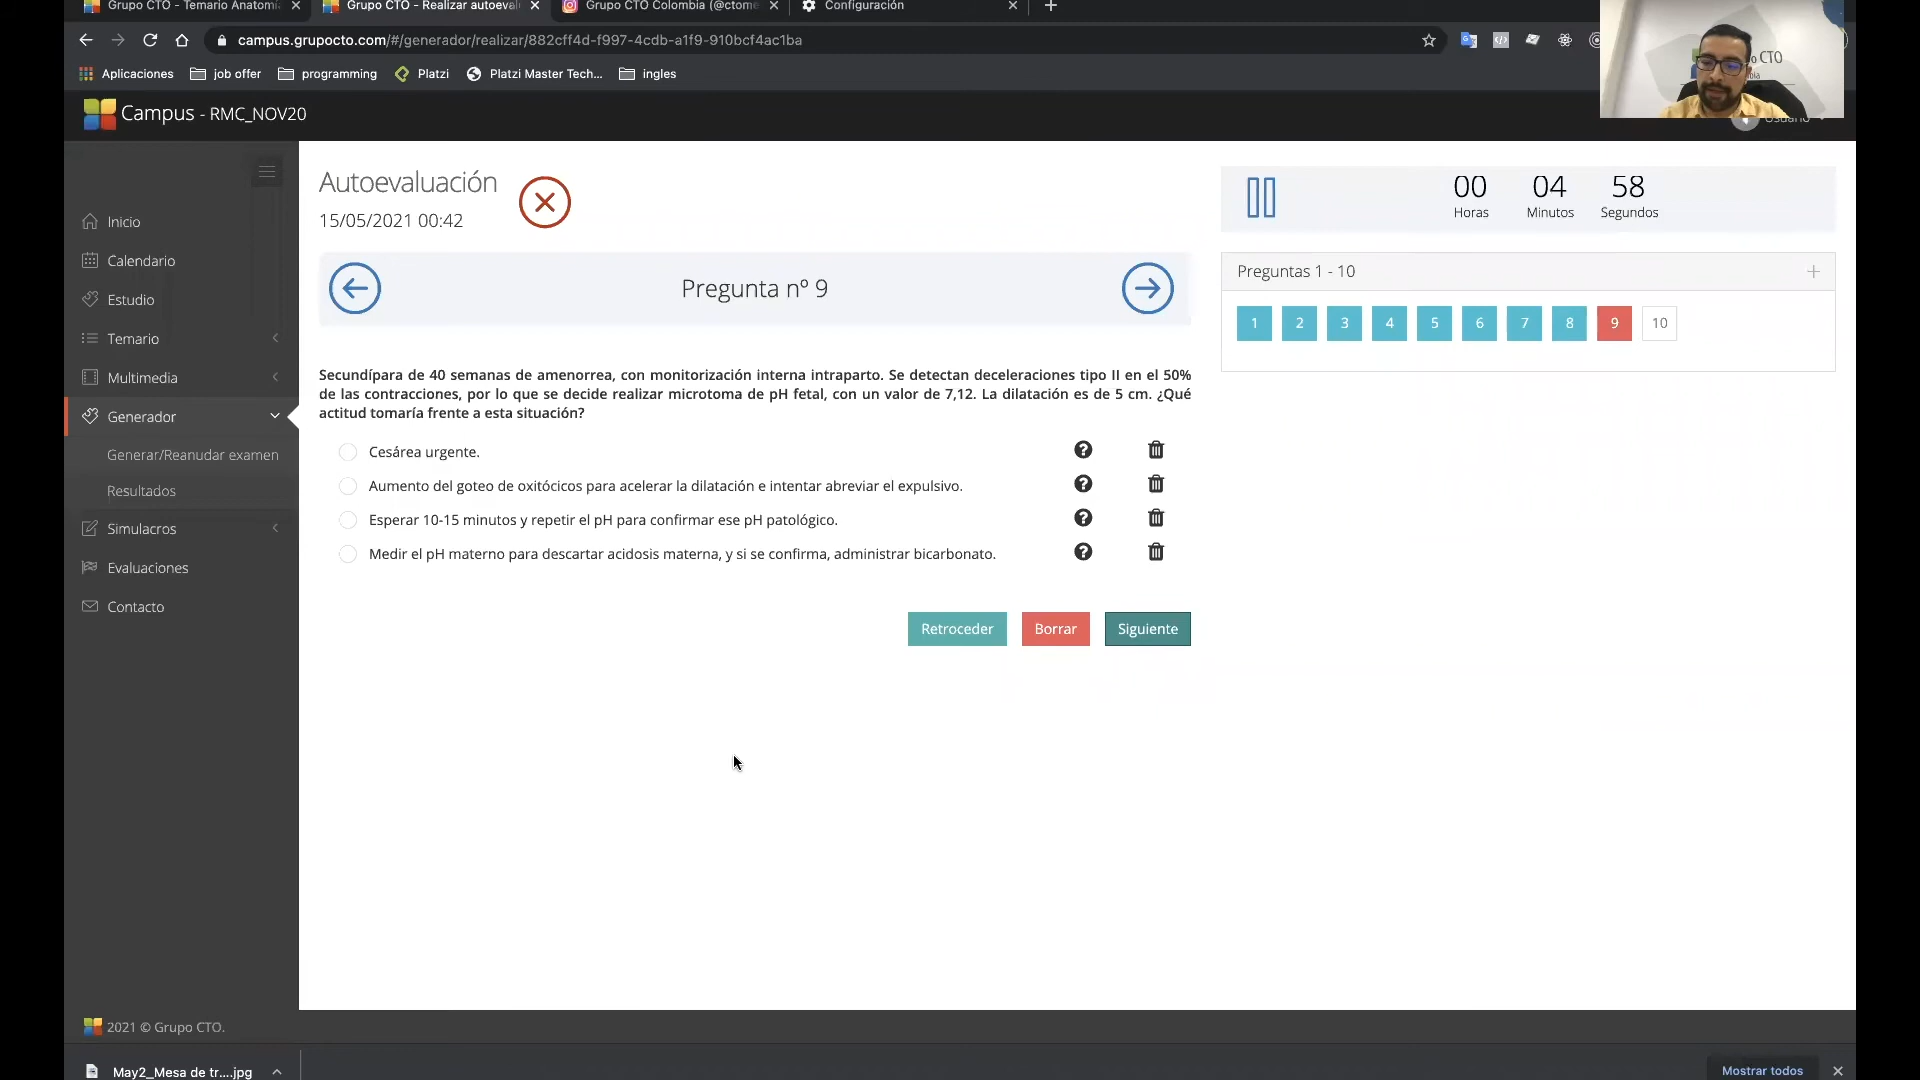 Grupo CTO - Temario Anatomí
Grupo CTO - Realizar autoeval
Grupo CTO Colombia (@ctome
Configuración
campus.grupocto.com/#/generador/realizar/882cff4d-f997-4cdb-a1f9-910bcf4ac1ba
Aplicaciones
job offer
programming
Platzi
Platzi Master Tech...
ingles
CTO
Campus - RMC_NOV20
Usuario
Inicio
Calendario
Estudio
Temario
Multimedia
Generador
Generar/Reanudar examen
Resultados
Simulacros
Evaluaciones
Contacto
Autoevaluación
15/05/2021 00:42
Pregunta nº 9
Secundípara de 40 semanas de amenorrea, con monitorización interna intraparto. Se detectan deceleraciones tipo II en el 50%
de las contracciones, por lo que se decide realizar microtoma de pH fetal, con un valor de 7,12. La dilatación es de 5 cm. ¿Qué
actitud tomaría frente a esta situación?
Cesárea urgente.
Aumento del goteo de oxitócicos para acelerar la dilatación e intentar abreviar el expulsivo.
Esperar 10-15 minutos y repetir el pH para confirmar ese pH patológico.
Medir el pH materno para descartar acidosis materna, y si se confirma, administrar bicarbonato.
Retroceder
Borrar
Siguiente
00 04 58
Horas Minutos Segundos
Preguntas 1 - 10
1 2 3 4 5 6 7 8 9 10
2021 © Grupo CTO.
May2_Mesa de tr....jpg
Mostrar todos